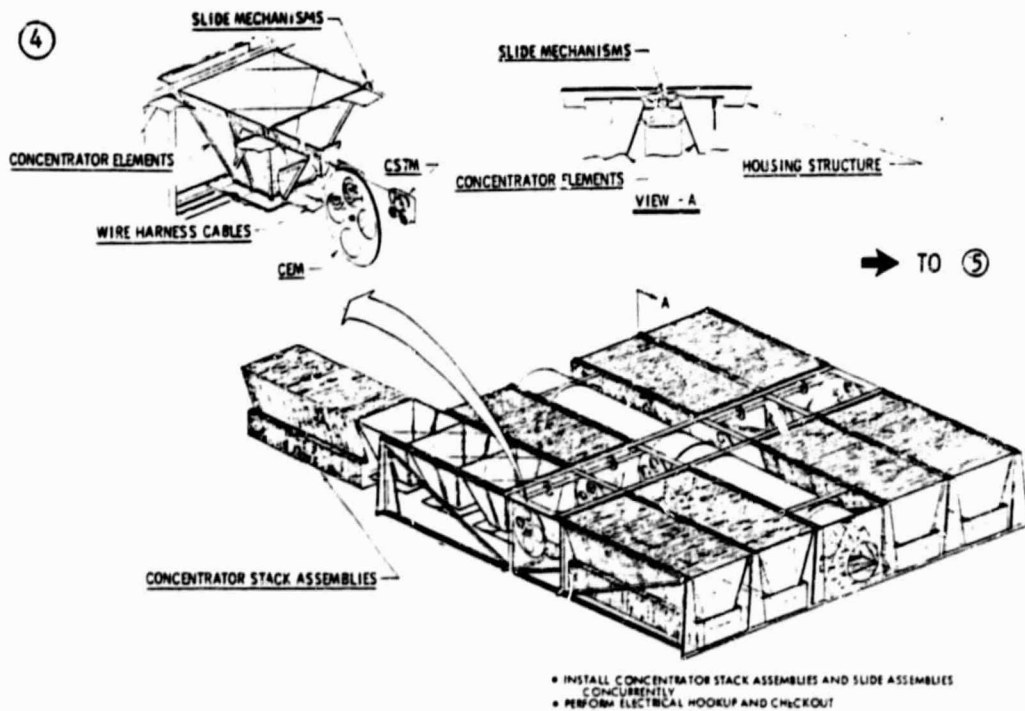 ④
SLIDE MECHANISMS
SLIDE MECHANISMS
CONCENTRATOR ELEMENTS
CSTM
CONCENTRATOR ELEMENTS
HOUSING STRUCTURE
VIEW - A
WIRE HARNESS CABLES
CEM
TO ⑤
A
CONCENTRATOR STACK ASSEMBLIES
• INSTALL CONCENTRATOR STACK ASSEMBLIES AND SLIDE ASSEMBLIES
CONCURRENTLY
• PERFORM ELECTRICAL HOOKUP AND CHECKOUT